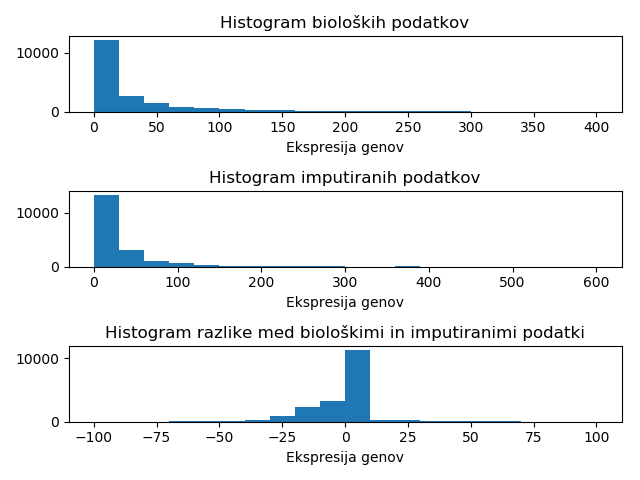 Histogram bioloških podatkov
10000
0
0 50 100 150 200 250 300 350 400
Ekspresija genov
Histogram imputiranih podatkov
10000
0
0 100 200 300 400 500 600
Ekspresija genov
Histogram razlike med biološkimi in imputiranimi podatki
10000
0
−100 −75 −50 −25 0 25 50 75 100
Ekspresija genov